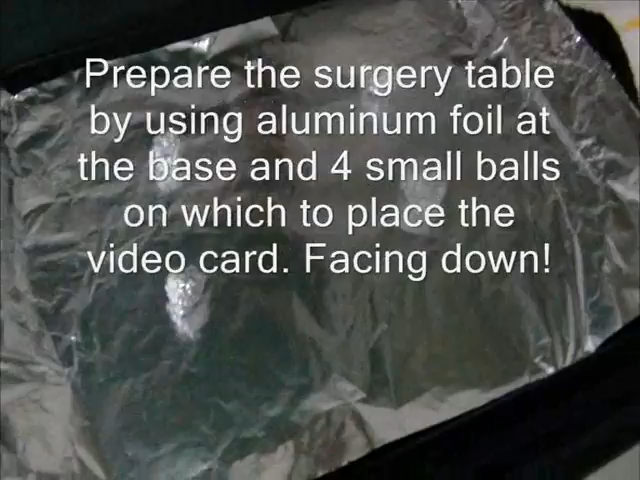 Prepare the surgery table
by using aluminum foil at
the base and 4 small balls
on which to place the
video card. Facing down!